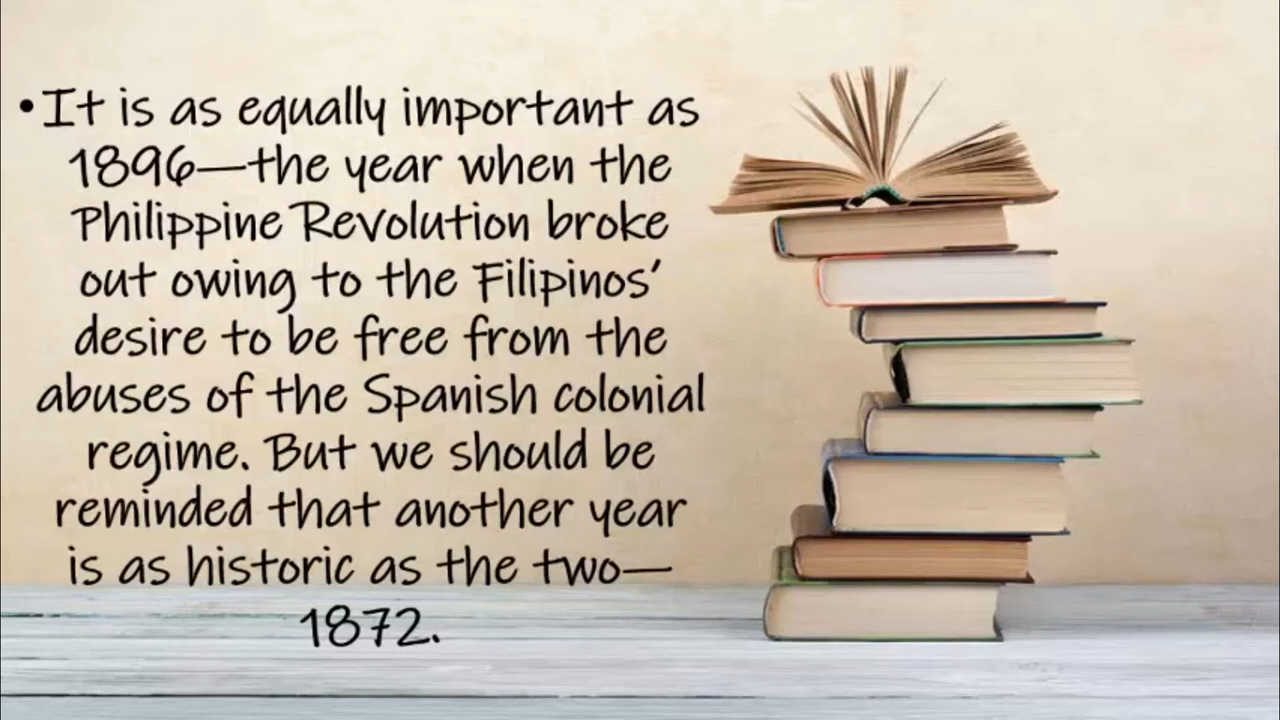 •It is as equally important as
1896—the year when the
Philippine Revolution broke
out owing to the Filipinos'
desire to be free from the
abuses of the Spanish colonial
regime. But we should be
reminded that another year
is as historic as the two—
1872.